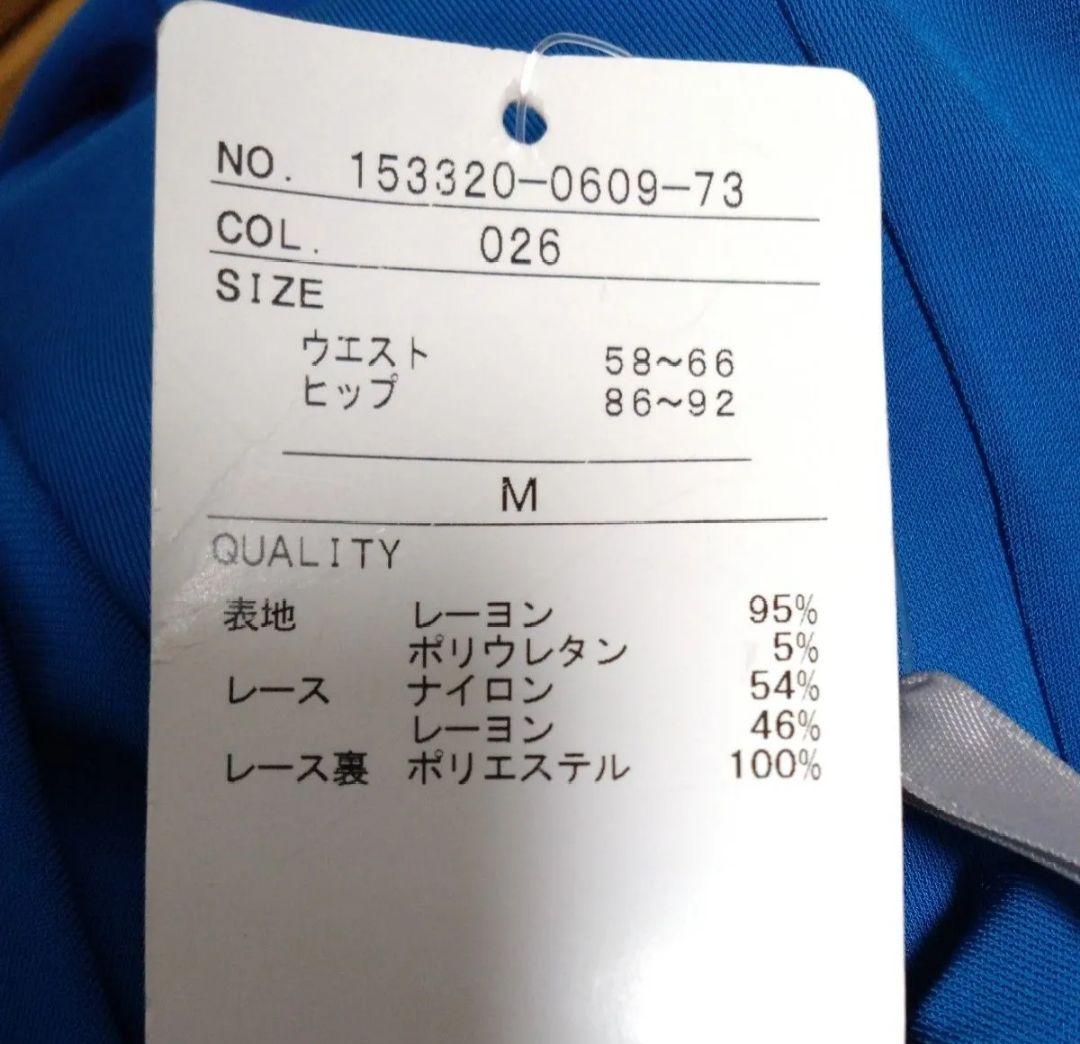 NO. 153320-0609-73
COL. 026
SIZE
ウエスト 58~66
ヒップ 86~92
M
QUALITY
表地 レーヨン 95%
ポリウレタン 5%
レース ナイロン 54%
レーヨン 46%
レース裏 ポリエステル 100%